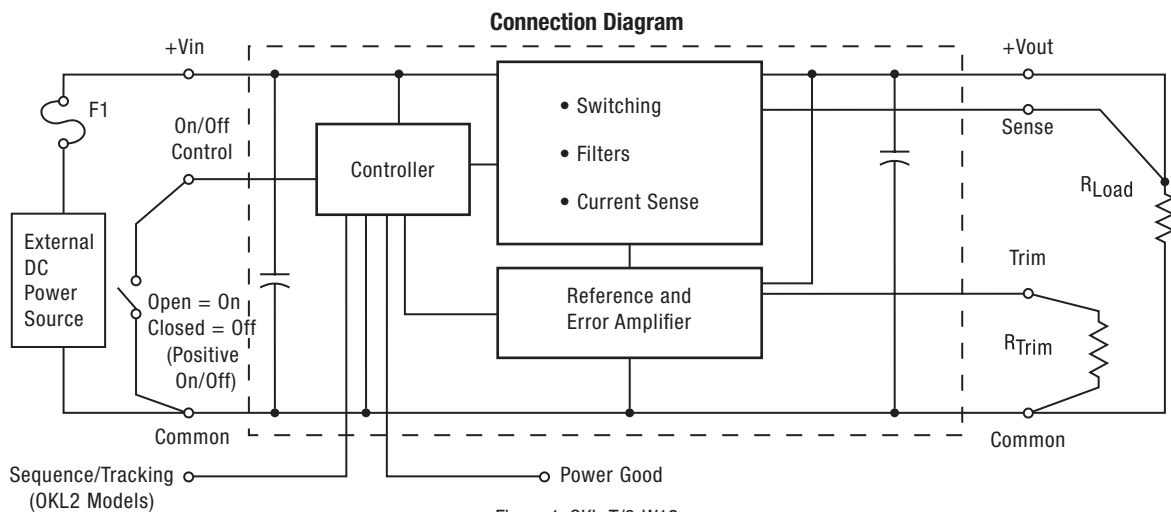 Connection Diagram
+Vin
+Vout
F1
On/Off
Control
Controller
• Switching
• Filters
• Current Sense
Sense
RLoad
External
DC
Power
Source
Open = On
Closed = Off
(Positive
On/Off)
Reference and
Error Amplifier
Trim
RTrim
Common
Common
Sequence/Tracking
(OKL2 Models)
Power Good